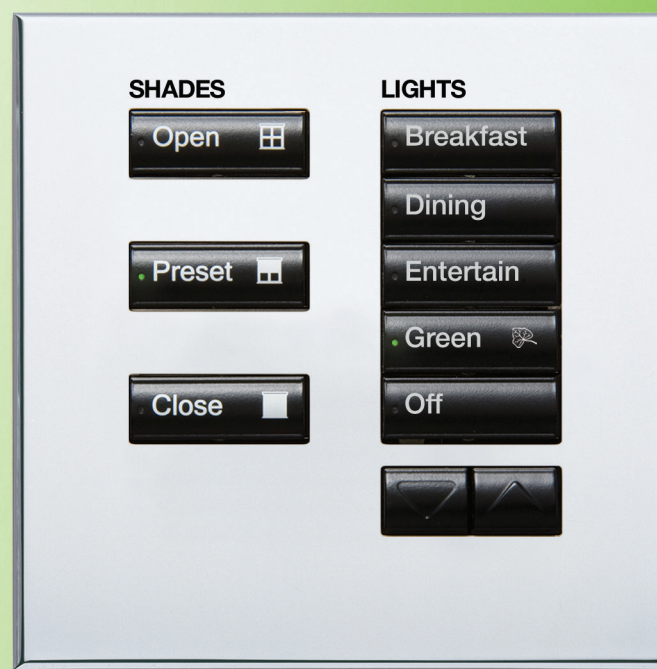 SHADES
Open
Preset
Close
LIGHTS
Breakfast
Dining
Entertain
Green
Off